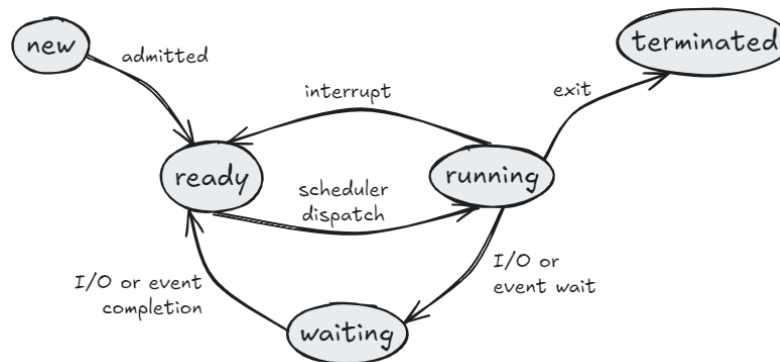 new
terminated
admitted
interrupt
exit
ready
running
scheduler
dispatch
I/O or event
completion
I/O or
event wait
waiting